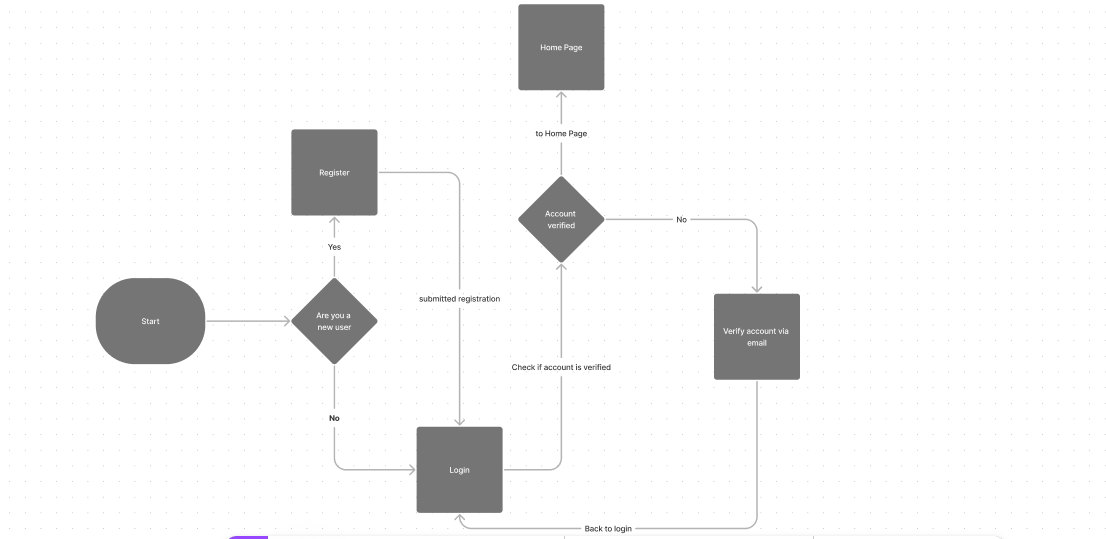 Home Page
to Home Page
Register
Account
verified
No
Yes
submitted registration
Start
Are you a
new user
Verify account via
email
Check if account is verified
No
Login
Back to login